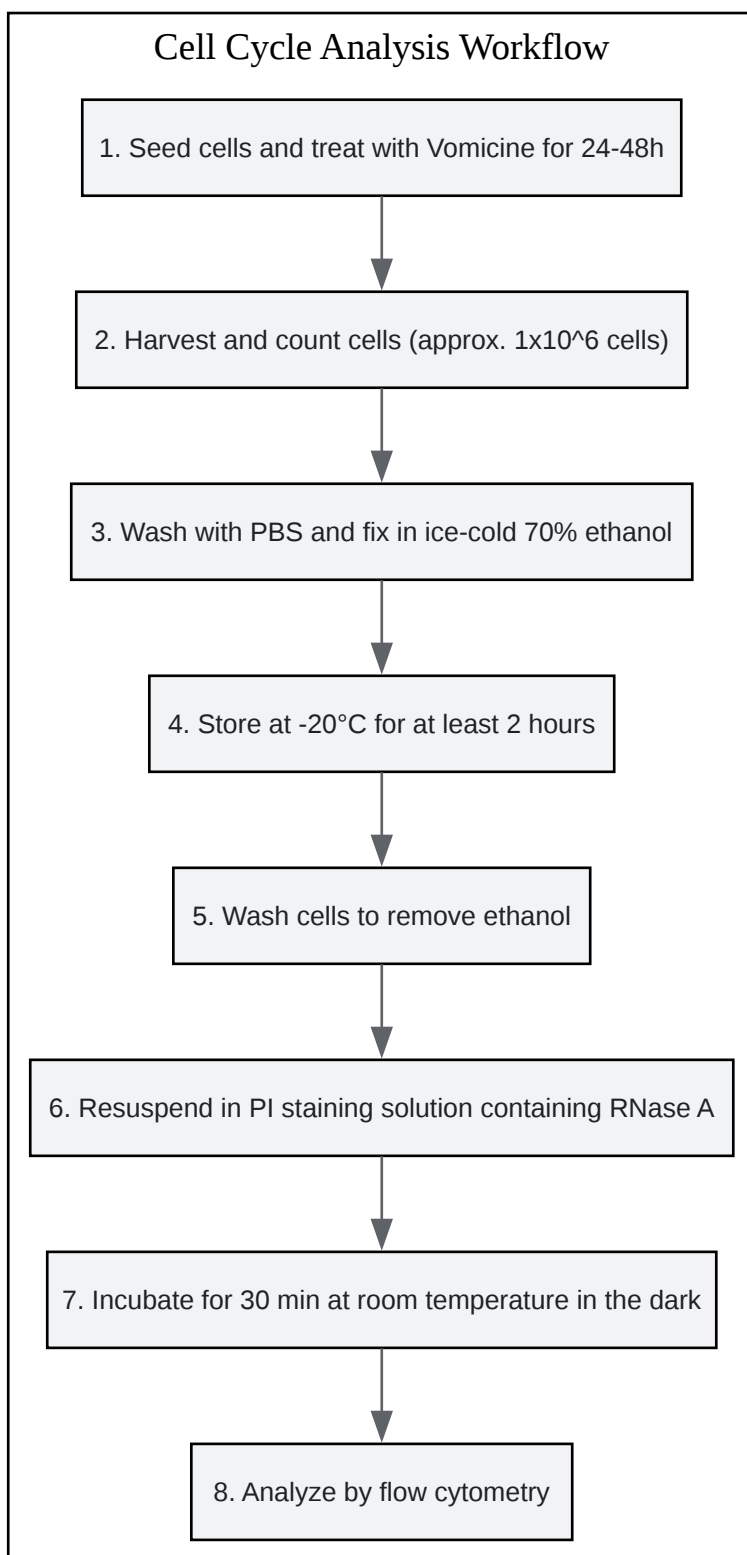 Cell Cycle Analysis Workflow
1. Seed cells and treat with Vomicine for 24-48h
2. Harvest and count cells (approx. 1x10^6 cells)
3. Wash with PBS and fix in ice-cold 70% ethanol
4. Store at -20°C for at least 2 hours
5. Wash cells to remove ethanol
6. Resuspend in PI staining solution containing RNase A
7. Incubate for 30 min at room temperature in the dark
8. Analyze by flow cytometry